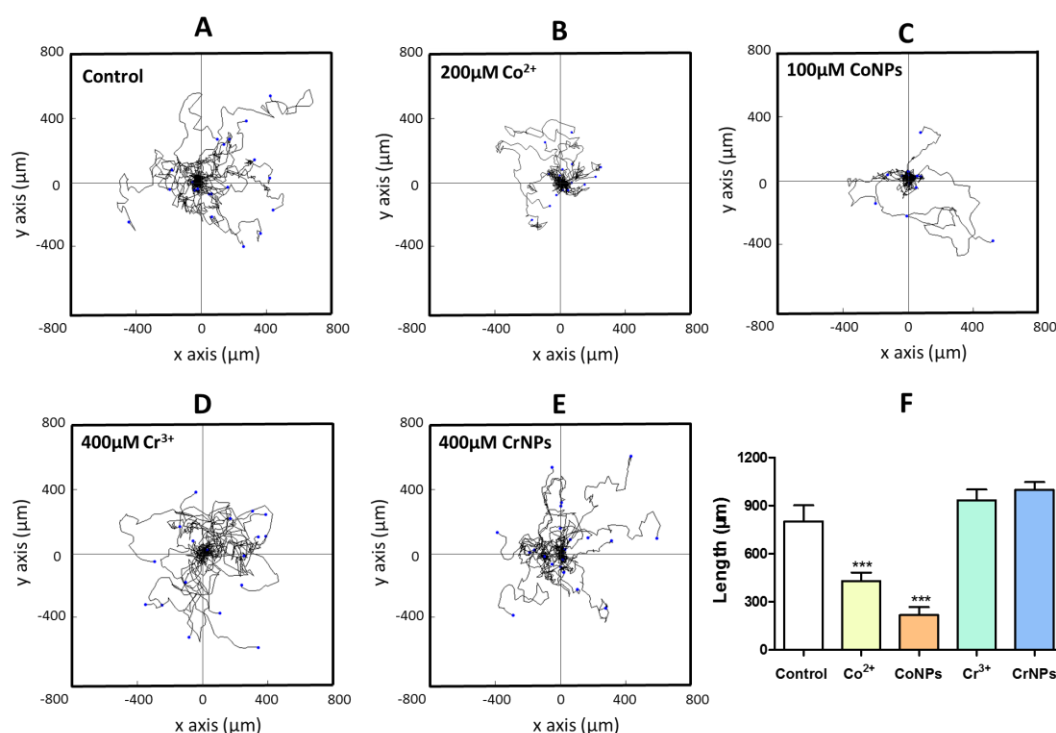 A
B
C
800
400
0
-400
-800
0
400
800
y axis (µm)
x axis (µm)
Control
800
400
0
-400
-800
-400
0
400
800
y axis (µm)
x axis (µm)
200µM Co²⁺
800
400
0
-400
-800
-400
0
400
800
y axis (µm)
x axis (µm)
100µM CoNPs
D
E
F
800
400
0
-400
-800
-400
0
400
800
y axis (µm)
x axis (µm)
400µM Cr³⁺
800
400
0
-400
-800
-400
0
400
800
y axis (µm)
x axis (µm)
400µM CrNPs
1200
900
600
300
0
Length (µm)
***
***
Control
Co²⁺
CoNPs
Cr³⁺
CrNPs